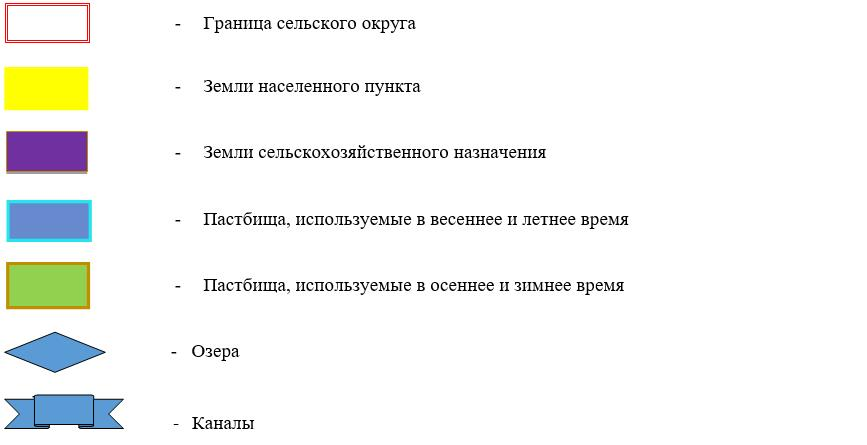 - Граница сельского округа
- Земли населенного пункта
- Земли сельскохозяйственного назначения
- Пастбища, используемые в весеннее и летнее время
- Пастбища, используемые в осеннее и зимнее время
- Озера
- Каналы